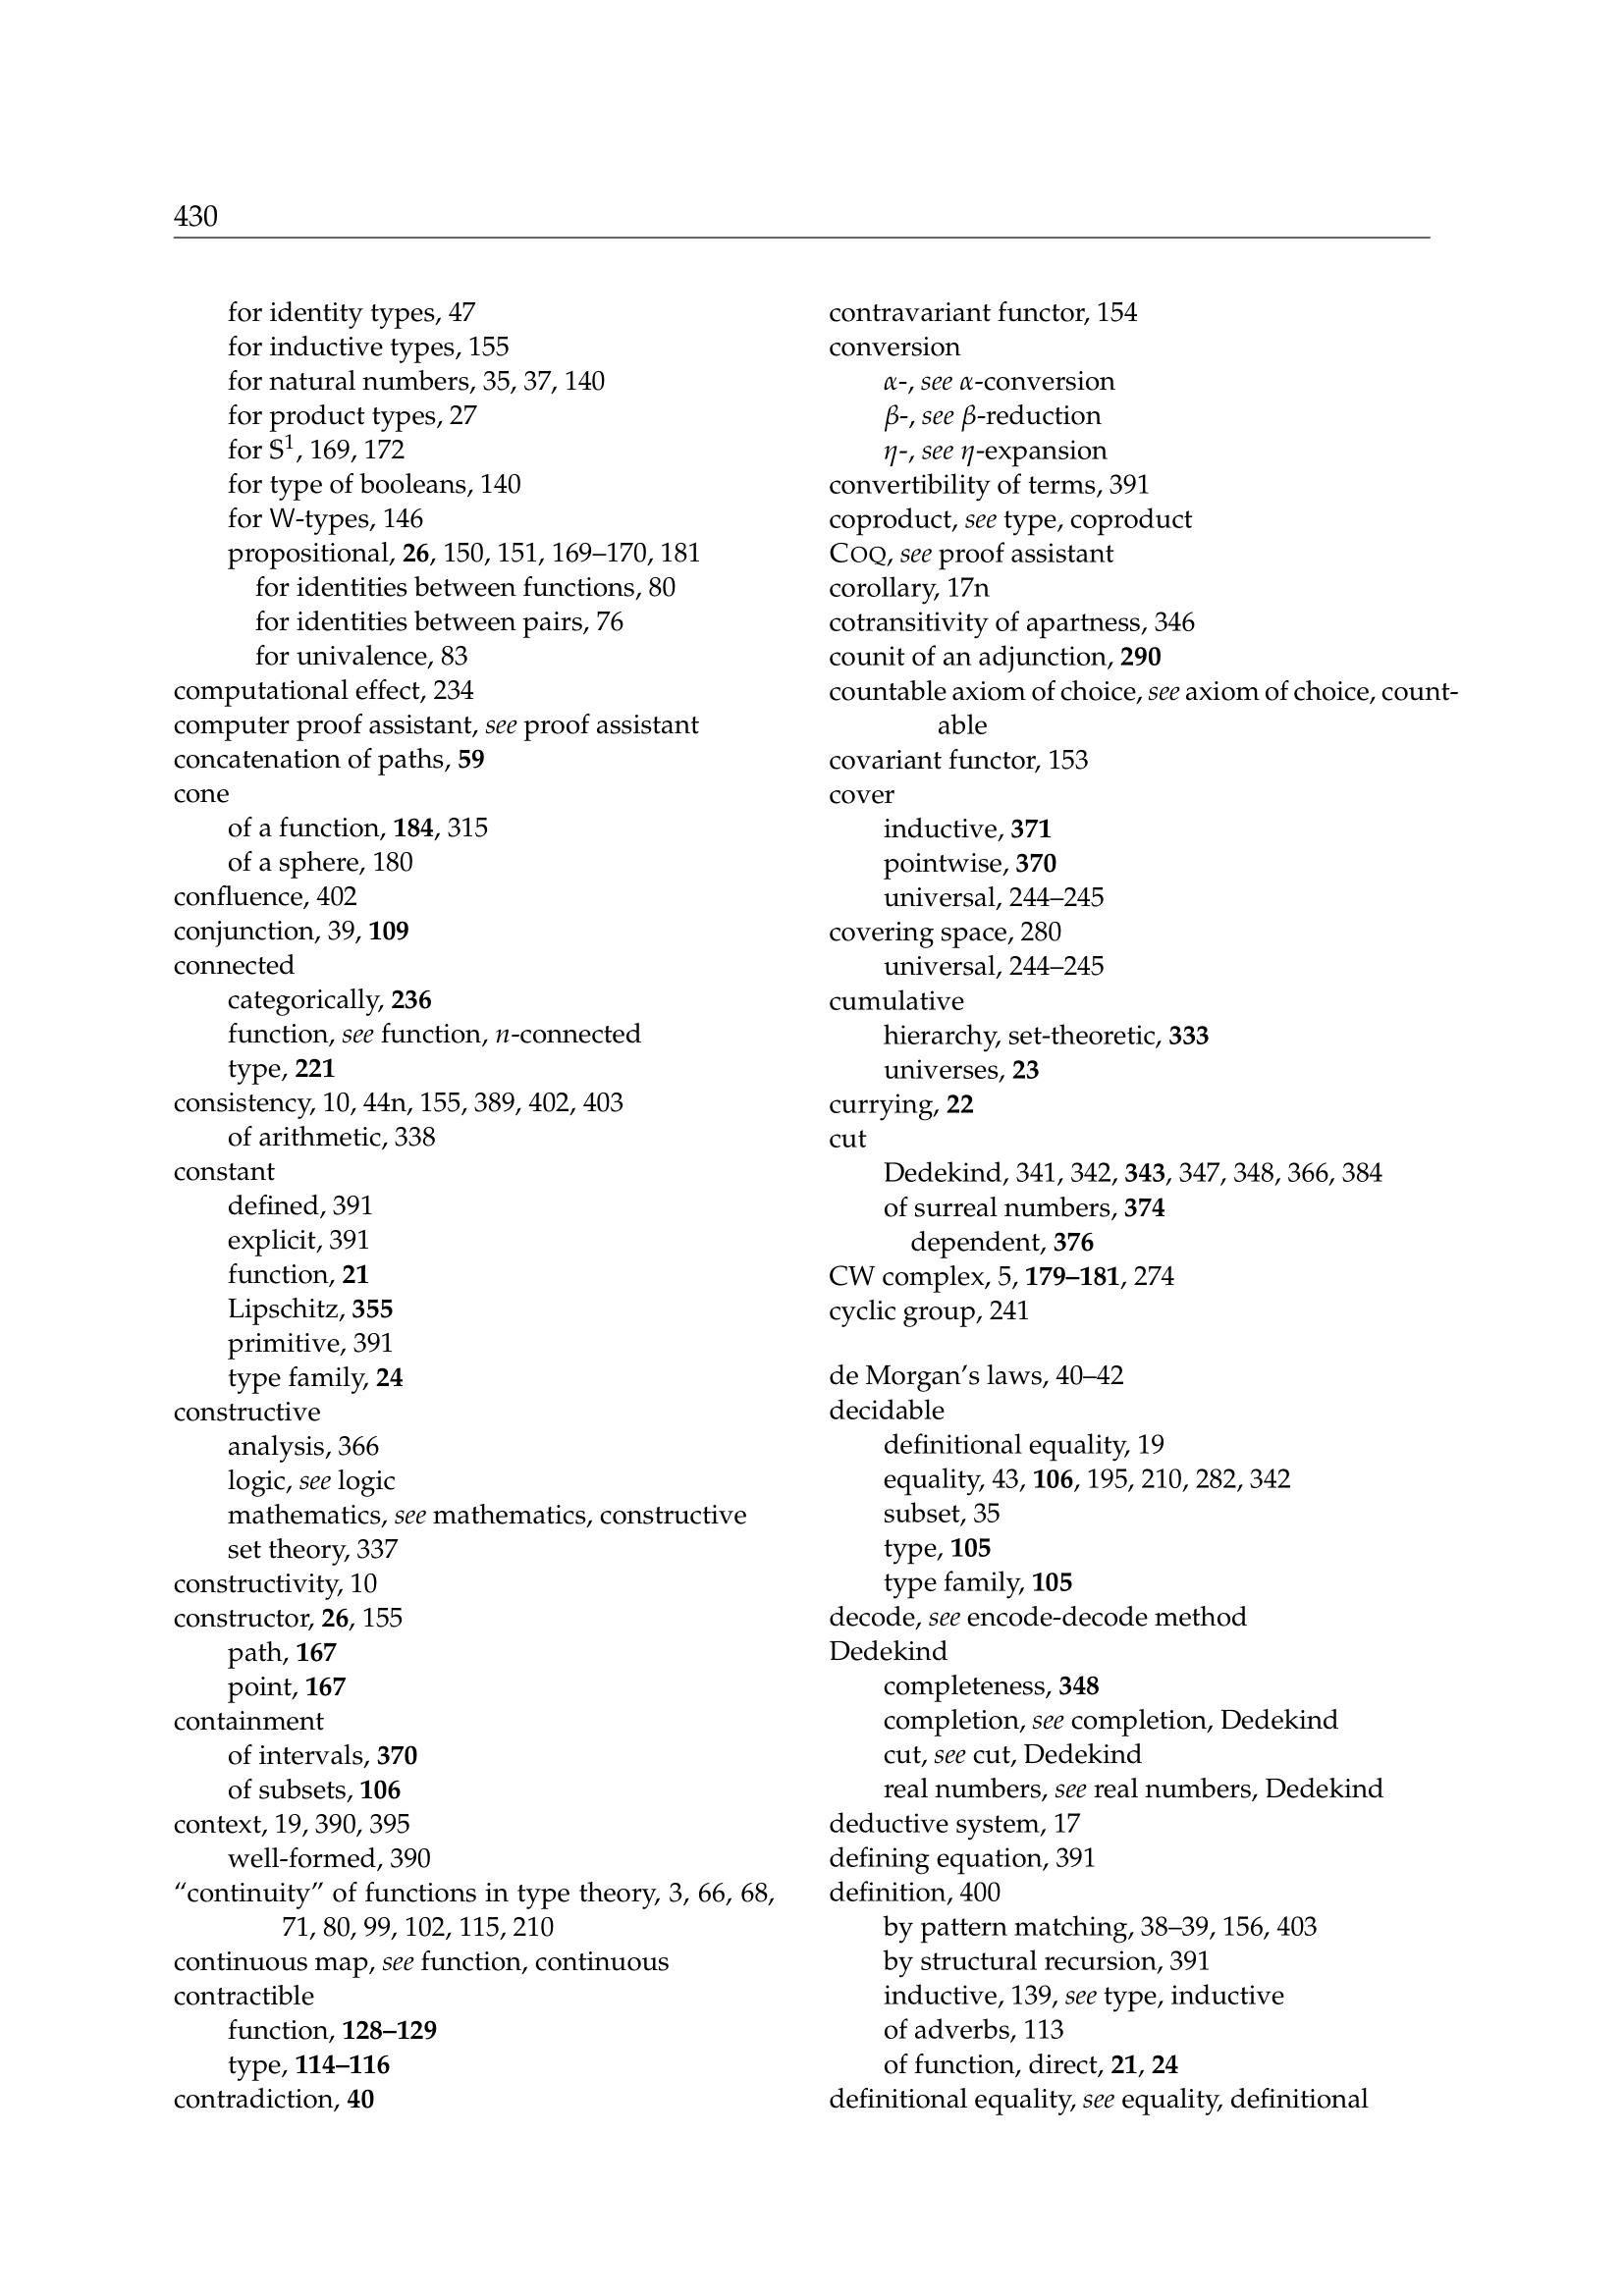 430
for identity types, 47
for inductive types, 155
for natural numbers, 35, 37, 140
for product types, 27
for 𝕊¹, 169, 172
for type of booleans, 140
for W-types, 146
propositional, 26, 150, 151, 169–170, 181
for identities between functions, 80
for identities between pairs, 76
for univalence, 83
computational effect, 234
computer proof assistant, see proof assistant
concatenation of paths, 59
cone
of a function, 184, 315
of a sphere, 180
confluence, 402
conjunction, 39, 109
connected
categorically, 236
function, see function, n-connected
type, 221
consistency, 10, 44n, 155, 389, 402, 403
of arithmetic, 338
constant
defined, 391
explicit, 391
function, 21
Lipschitz, 355
primitive, 391
type family, 24
constructive
analysis, 366
logic, see logic
mathematics, see mathematics, constructive
set theory, 337
constructivity, 10
constructor, 26, 155
path, 167
point, 167
containment
of intervals, 370
of subsets, 106
context, 19, 390, 395
well-formed, 390
“continuity” of functions in type theory, 3, 66, 68,
71, 80, 99, 102, 115, 210
continuous map, see function, continuous
contractible
function, 128–129
type, 114–116
contradiction, 40
contravariant functor, 154
conversion
α-, see α-conversion
β-, see β-reduction
η-, see η-expansion
convertibility of terms, 391
coproduct, see type, coproduct
COQ, see proof assistant
corollary, 17n
cotransitivity of apartness, 346
counit of an adjunction, 290
countable axiom of choice, see axiom of choice, count-
able
covariant functor, 153
cover
inductive, 371
pointwise, 370
universal, 244–245
covering space, 280
universal, 244–245
cumulative
hierarchy, set-theoretic, 333
universes, 23
currying, 22
cut
Dedekind, 341, 342, 343, 347, 348, 366, 384
of surreal numbers, 374
dependent, 376
CW complex, 5, 179–181, 274
cyclic group, 241
de Morgan’s laws, 40–42
decidable
definitional equality, 19
equality, 43, 106, 195, 210, 282, 342
subset, 35
type, 105
type family, 105
decode, see encode-decode method
Dedekind
completeness, 348
completion, see completion, Dedekind
cut, see cut, Dedekind
real numbers, see real numbers, Dedekind
deductive system, 17
defining equation, 391
definition, 400
by pattern matching, 38–39, 156, 403
by structural recursion, 391
inductive, 139, see type, inductive
of adverbs, 113
of function, direct, 21, 24
definitional equality, see equality, definitional